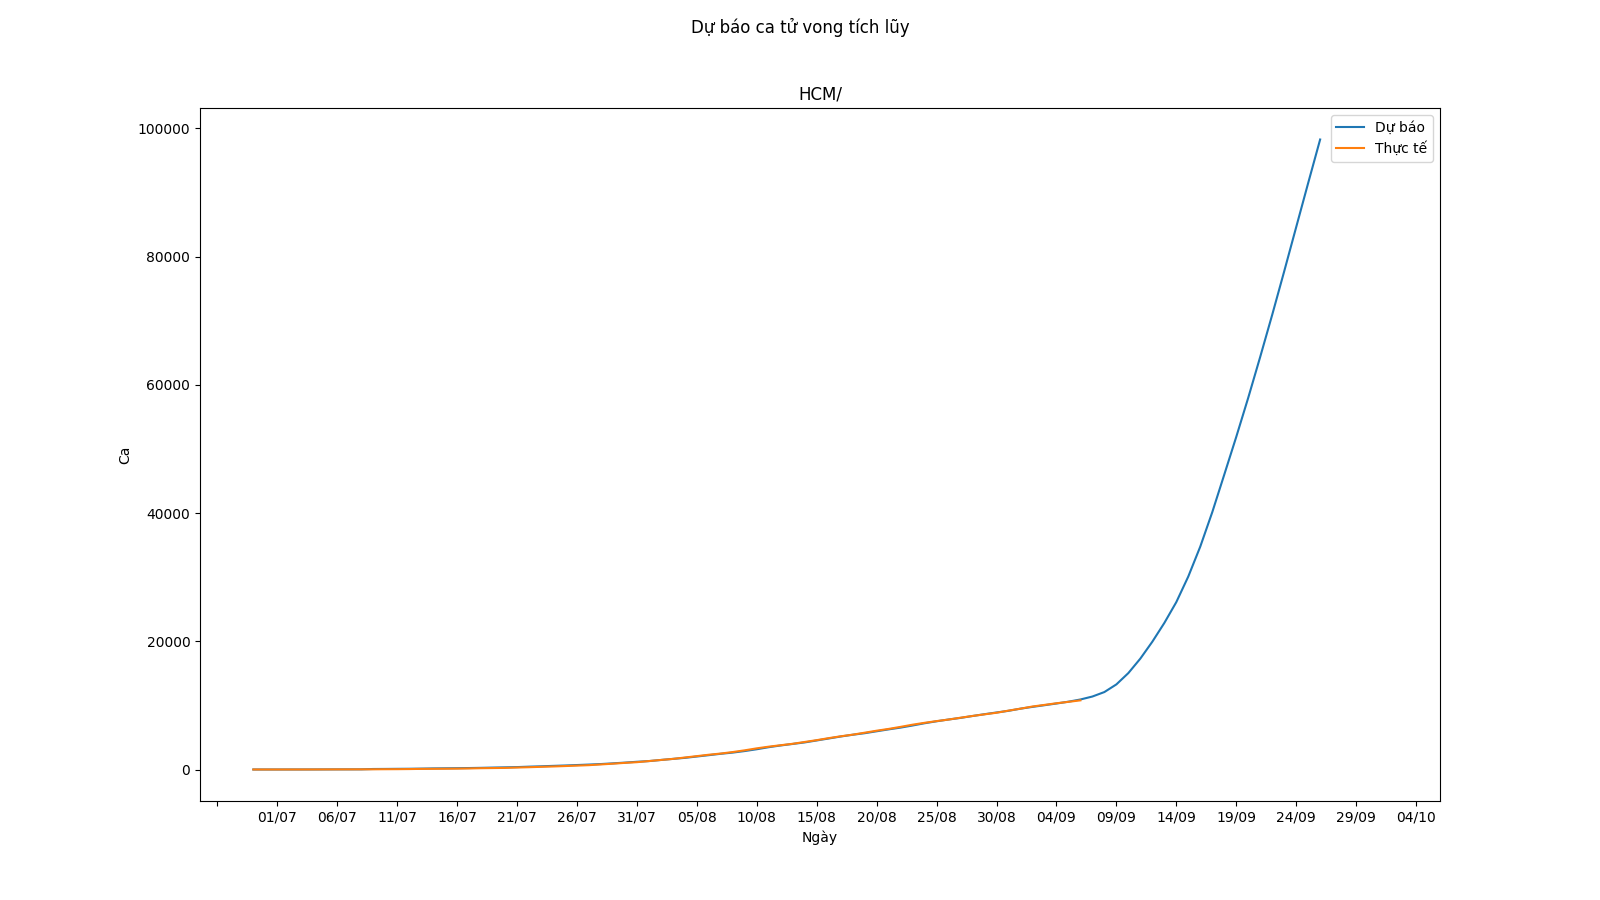 Dự báo ca tử vong tích lũy
HCM/
Dự báo
Thực tế
100000
80000
60000
40000
20000
0
Ca
01/07 06/07 11/07 16/07 21/07 26/07 31/07 05/08 10/08 15/08 20/08 25/08 30/08 04/09 09/09 14/09 19/09 24/09 29/09 04/10
Ngày